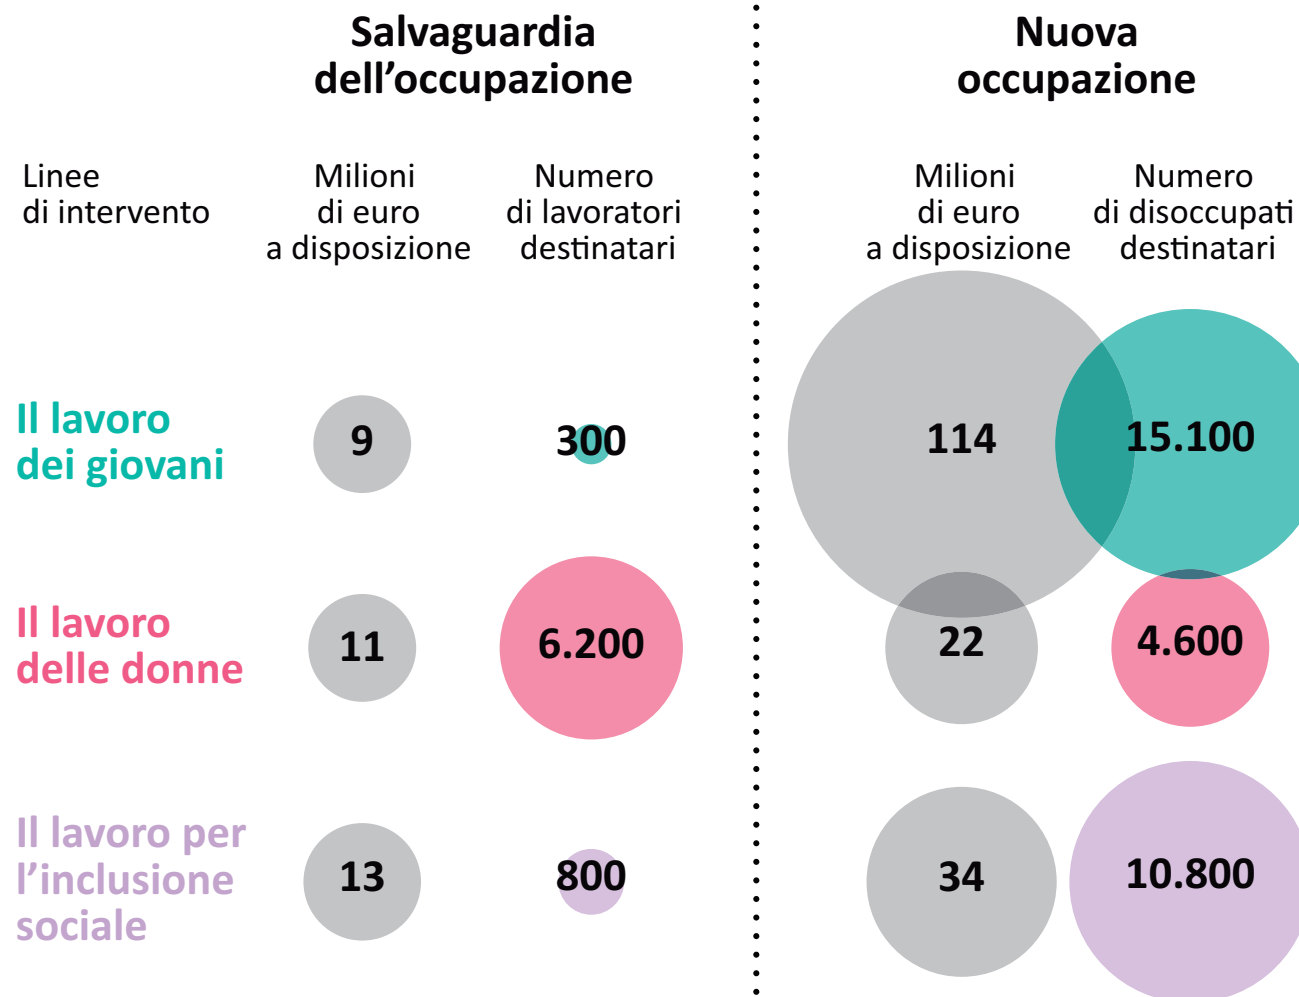 Salvaguardia
dell’occupazione
Nuova
occupazione
Linee
di intervento
Milioni
di euro
a disposizione
Numero
di lavoratori
destinatari
Milioni
di euro
a disposizione
Numero
di disoccupati
destinatari
Il lavoro
dei giovani
9
300
114
15.100
Il lavoro
delle donne
11
6.200
22
4.600
Il lavoro per
l’inclusione
sociale
13
800
34
10.800